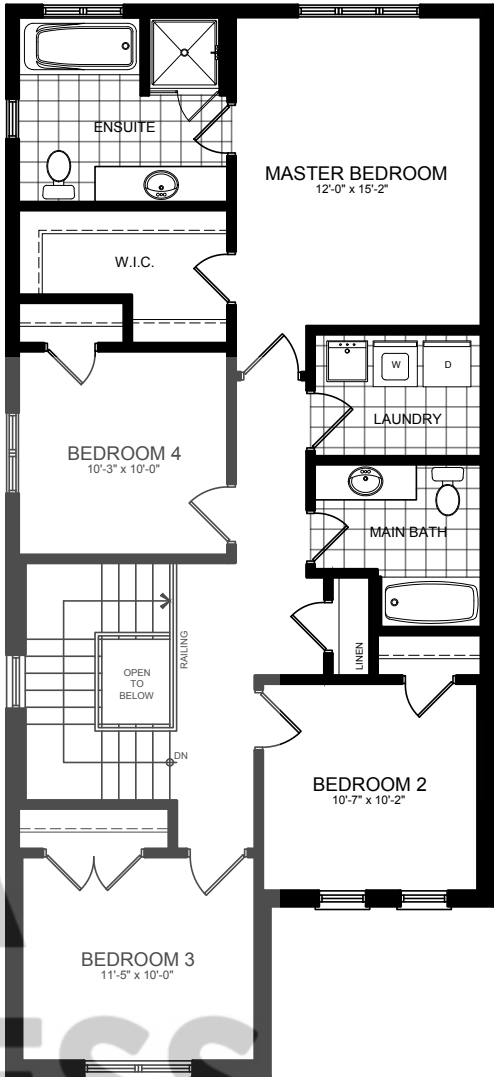 ENSUITE
MASTER BEDROOM
12'-0" x 15'-2"
W.I.C.
W
D
LAUNDRY
BEDROOM 4
10'-3" x 10'-0"
MAIN BATH
RAILING
LINEN
OPEN
TO
BELOW
DN
BEDROOM 2
10'-7" x 10'-2"
BEDROOM 3
11'-5" x 10'-0"